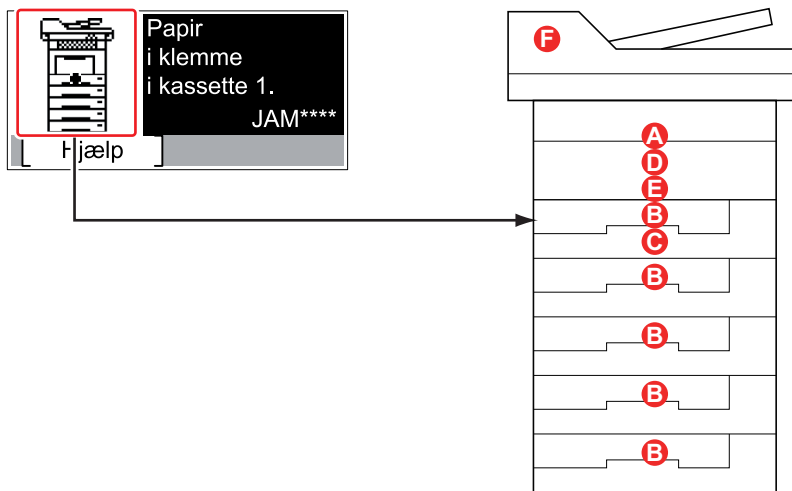 Papir
i klemme
i kassette 1.
JAM****
[ Hjælp ]
F
A
D
E
B
C
B
B
B
B